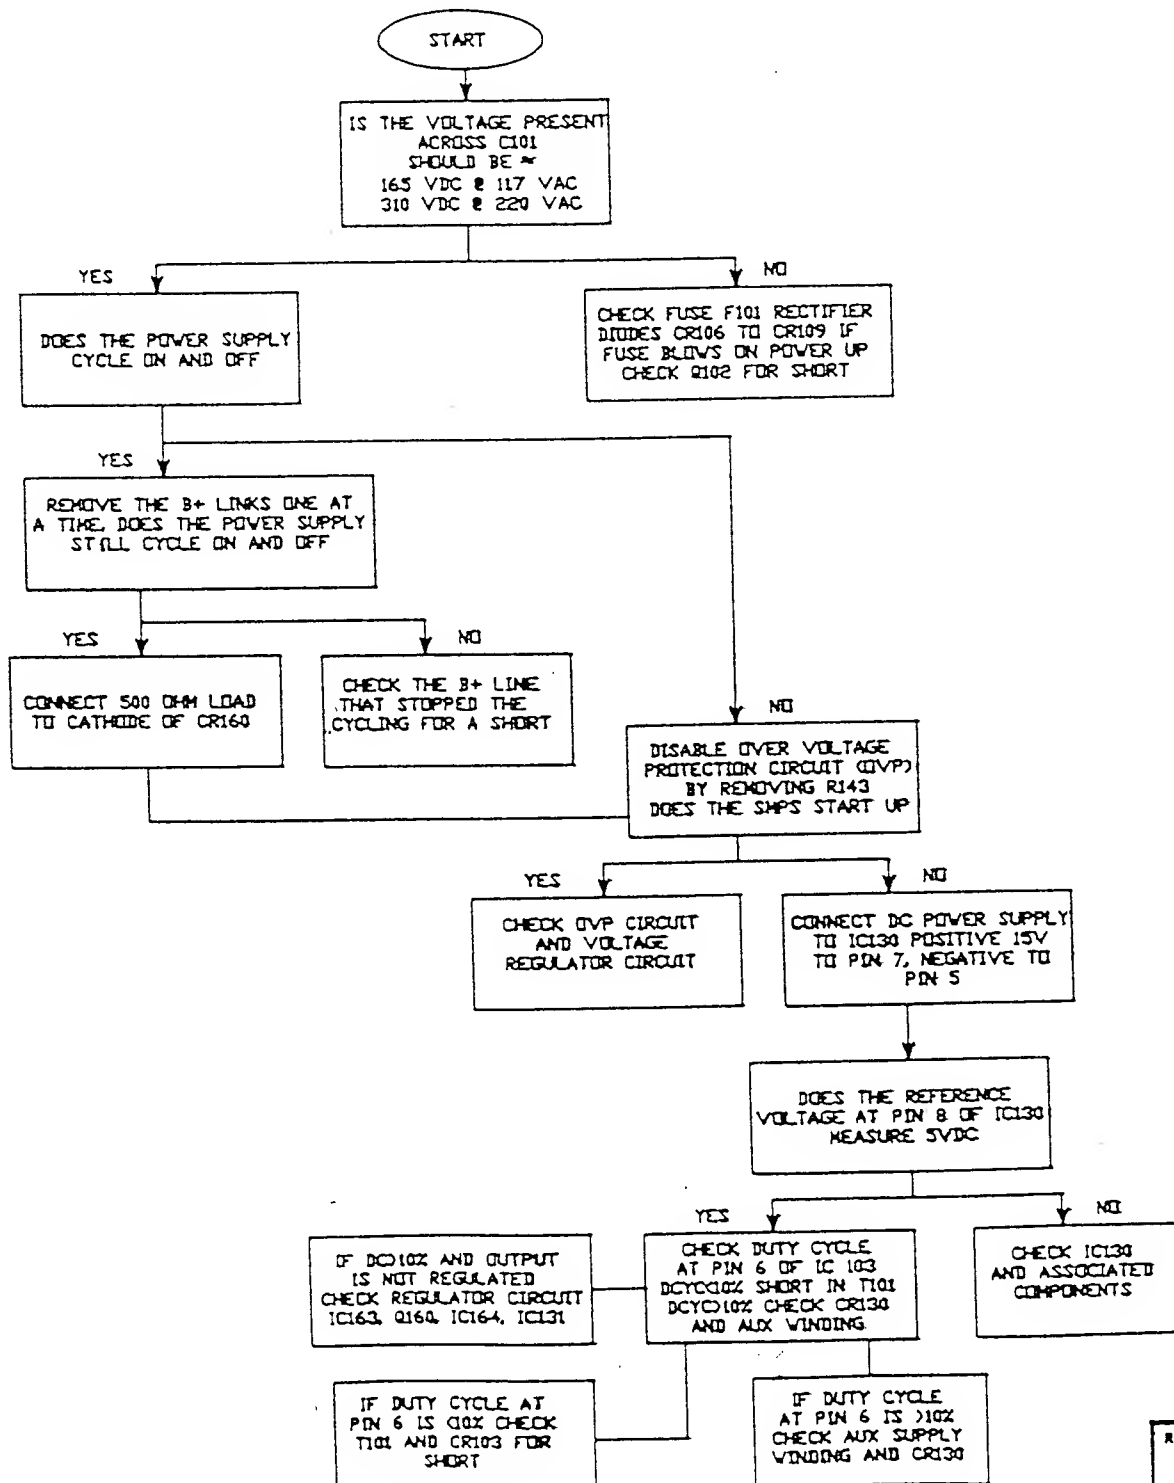 START
IS THE VOLTAGE PRESENT
ACROSS C101
SHOULD BE ≈
165 VDC @ 117 VAC
310 VDC @ 220 VAC
YES
NO
DOES THE POWER SUPPLY
CYCLE ON AND OFF
CHECK FUSE F101 RECTIFIER
DIODES CR106 TO CR109 IF
FUSE BLOWS ON POWER UP
CHECK Q102 FOR SHORT
YES
REMOVE THE B+ LINKS ONE AT
A TIME, DOES THE POWER SUPPLY
STILL CYCLE ON AND OFF
YES
NO
CONNECT 500 OHM LOAD
TO CATHODE OF CR160
CHECK THE B+ LINE
THAT STOPPED THE
CYCLING FOR A SHORT
NO
DISABLE OVER VOLTAGE
PROTECTION CIRCUIT (OVP)
BY REMOVING R143
DOES THE SMPS START UP
YES
NO
CHECK OVP CIRCUIT
AND VOLTAGE
REGULATOR CIRCUIT
CONNECT DC POWER SUPPLY
TO IC130 POSITIVE 15V
TO PIN 7, NEGATIVE TO
PIN 5
DOES THE REFERENCE
VOLTAGE AT PIN 8 OF IC130
MEASURE 5VDC
YES
NO
IF DC>10% AND OUTPUT
IS NOT REGULATED
CHECK REGULATOR CIRCUIT
IC163, Q160, IC164, IC131
CHECK DUTY CYCLE
AT PIN 6 OF IC 103
DCYC<10% SHORT IN T101
DCYC>10% CHECK CR130
AND AUX WINDING.
CHECK IC130
AND ASSOCIATED
COMPONENTS
IF DUTY CYCLE AT
PIN 6 IS <10% CHECK
T101 AND CR103 FOR
SHORT
IF DUTY CYCLE
AT PIN 6 IS >10%
CHECK AUX SUPPLY
WINDING AND CR130
R